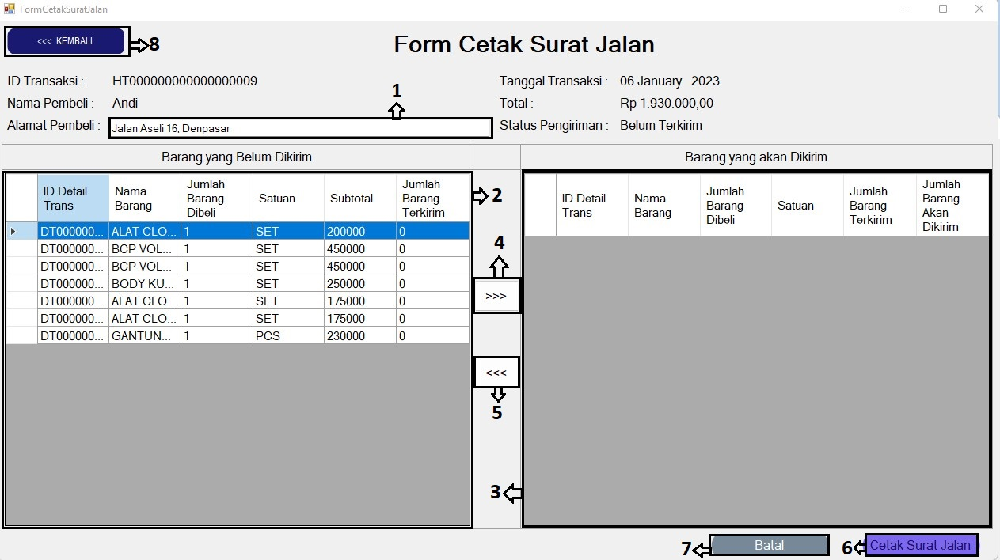 FormCetakSuratJalan
<<< KEMBALI
8
Form Cetak Surat Jalan
ID Transaksi : HT000000000000000009
Tanggal Transaksi : 06 January 2023
Nama Pembeli : Andi
1
Total : Rp 1.930.000,00
Alamat Pembeli : Jalan Aseli 16, Denpasar
Status Pengiriman : Belum Terkirim
Barang yang Belum Dikirim
Barang yang akan Dikirim
ID Detail Trans Nama Barang Jumlah Barang Dibeli Satuan Subtotal Jumlah Barang Terkirim
DT000000... ALAT CLO... 1 SET 200000 0
DT000000... BCP VOL... 1 SET 450000 0
DT000000... BCP VOL... 1 SET 450000 0
DT000000... BODY KU... 1 SET 250000 0
DT000000... ALAT CLO... 1 SET 175000 0
DT000000... ALAT CLO... 1 SET 175000 0
DT000000... GANTUN... 1 PCS 230000 0
2
4
>>>
<<<
5
3
ID Detail Trans Nama Barang Jumlah Barang Dibeli Satuan Jumlah Barang Terkirim Jumlah Barang Akan Dikirim
7
Batal
6
Cetak Surat Jalan